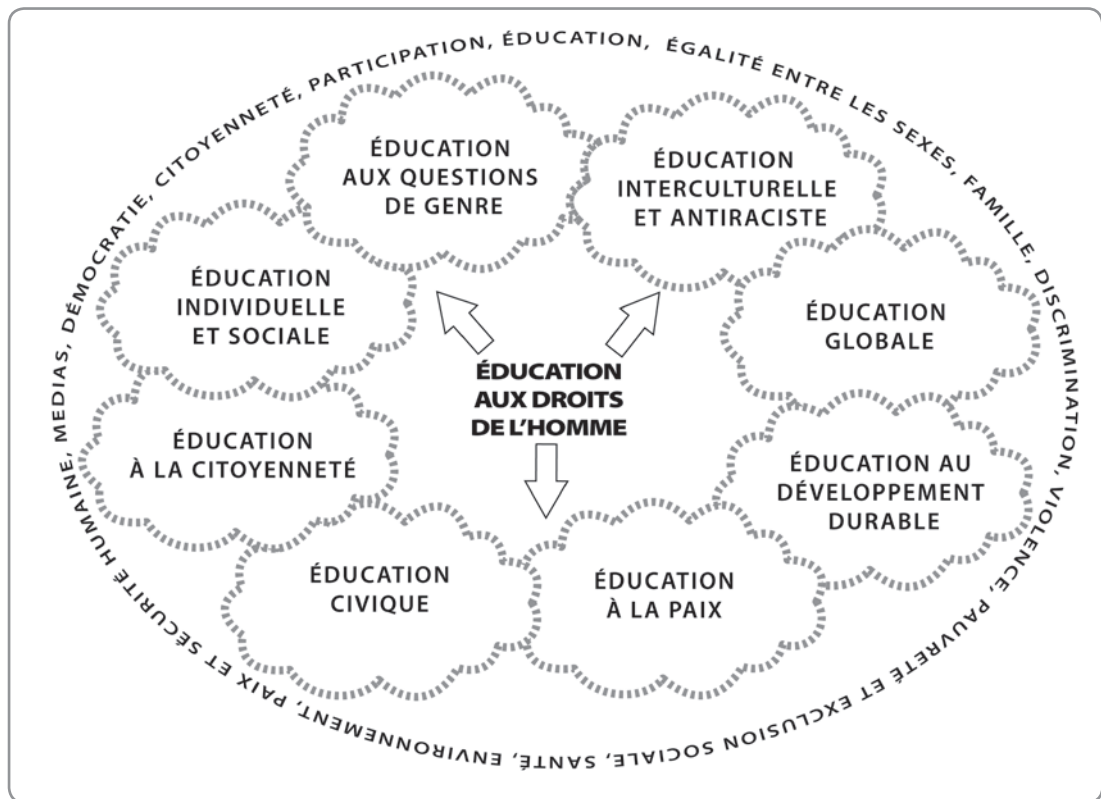 PAIX ET SÉCURITÉ HUMAINE, MEDIAS, DÉMOCRATIE, CITOYENNETÉ, PARTICIPATION, ÉDUCATION, ÉGALITÉ ENTRE LES SEXES, FAMILLE, DISCRIMINATION, VIOLENCE, PAUVRETÉ ET EXCLUSION SOCIALE, SANTÉ, ENVIRONNEMENT,
ÉDUCATION
AUX QUESTIONS
DE GENRE
ÉDUCATION
INTERCULTURELLE
ET ANTIRACISTE
ÉDUCATION
INDIVIDUELLE
ET SOCIALE
ÉDUCATION
GLOBALE
ÉDUCATION
AUX DROITS
DE L'HOMME
ÉDUCATION
À LA CITOYENNETÉ
ÉDUCATION AU
DÉVELOPPEMENT
DURABLE
ÉDUCATION
CIVIQUE
ÉDUCATION
À LA PAIX